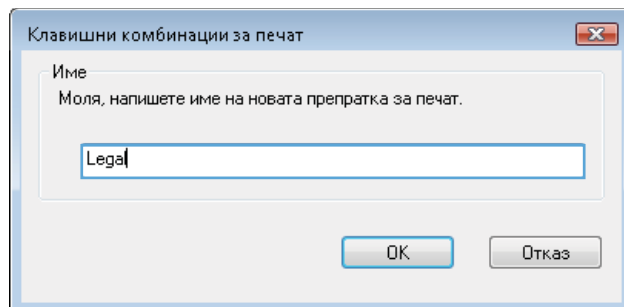 Клавишни комбинации за печат
Име
Моля, напишете име на новата препратка за печат.
Legal
OK
Отказ